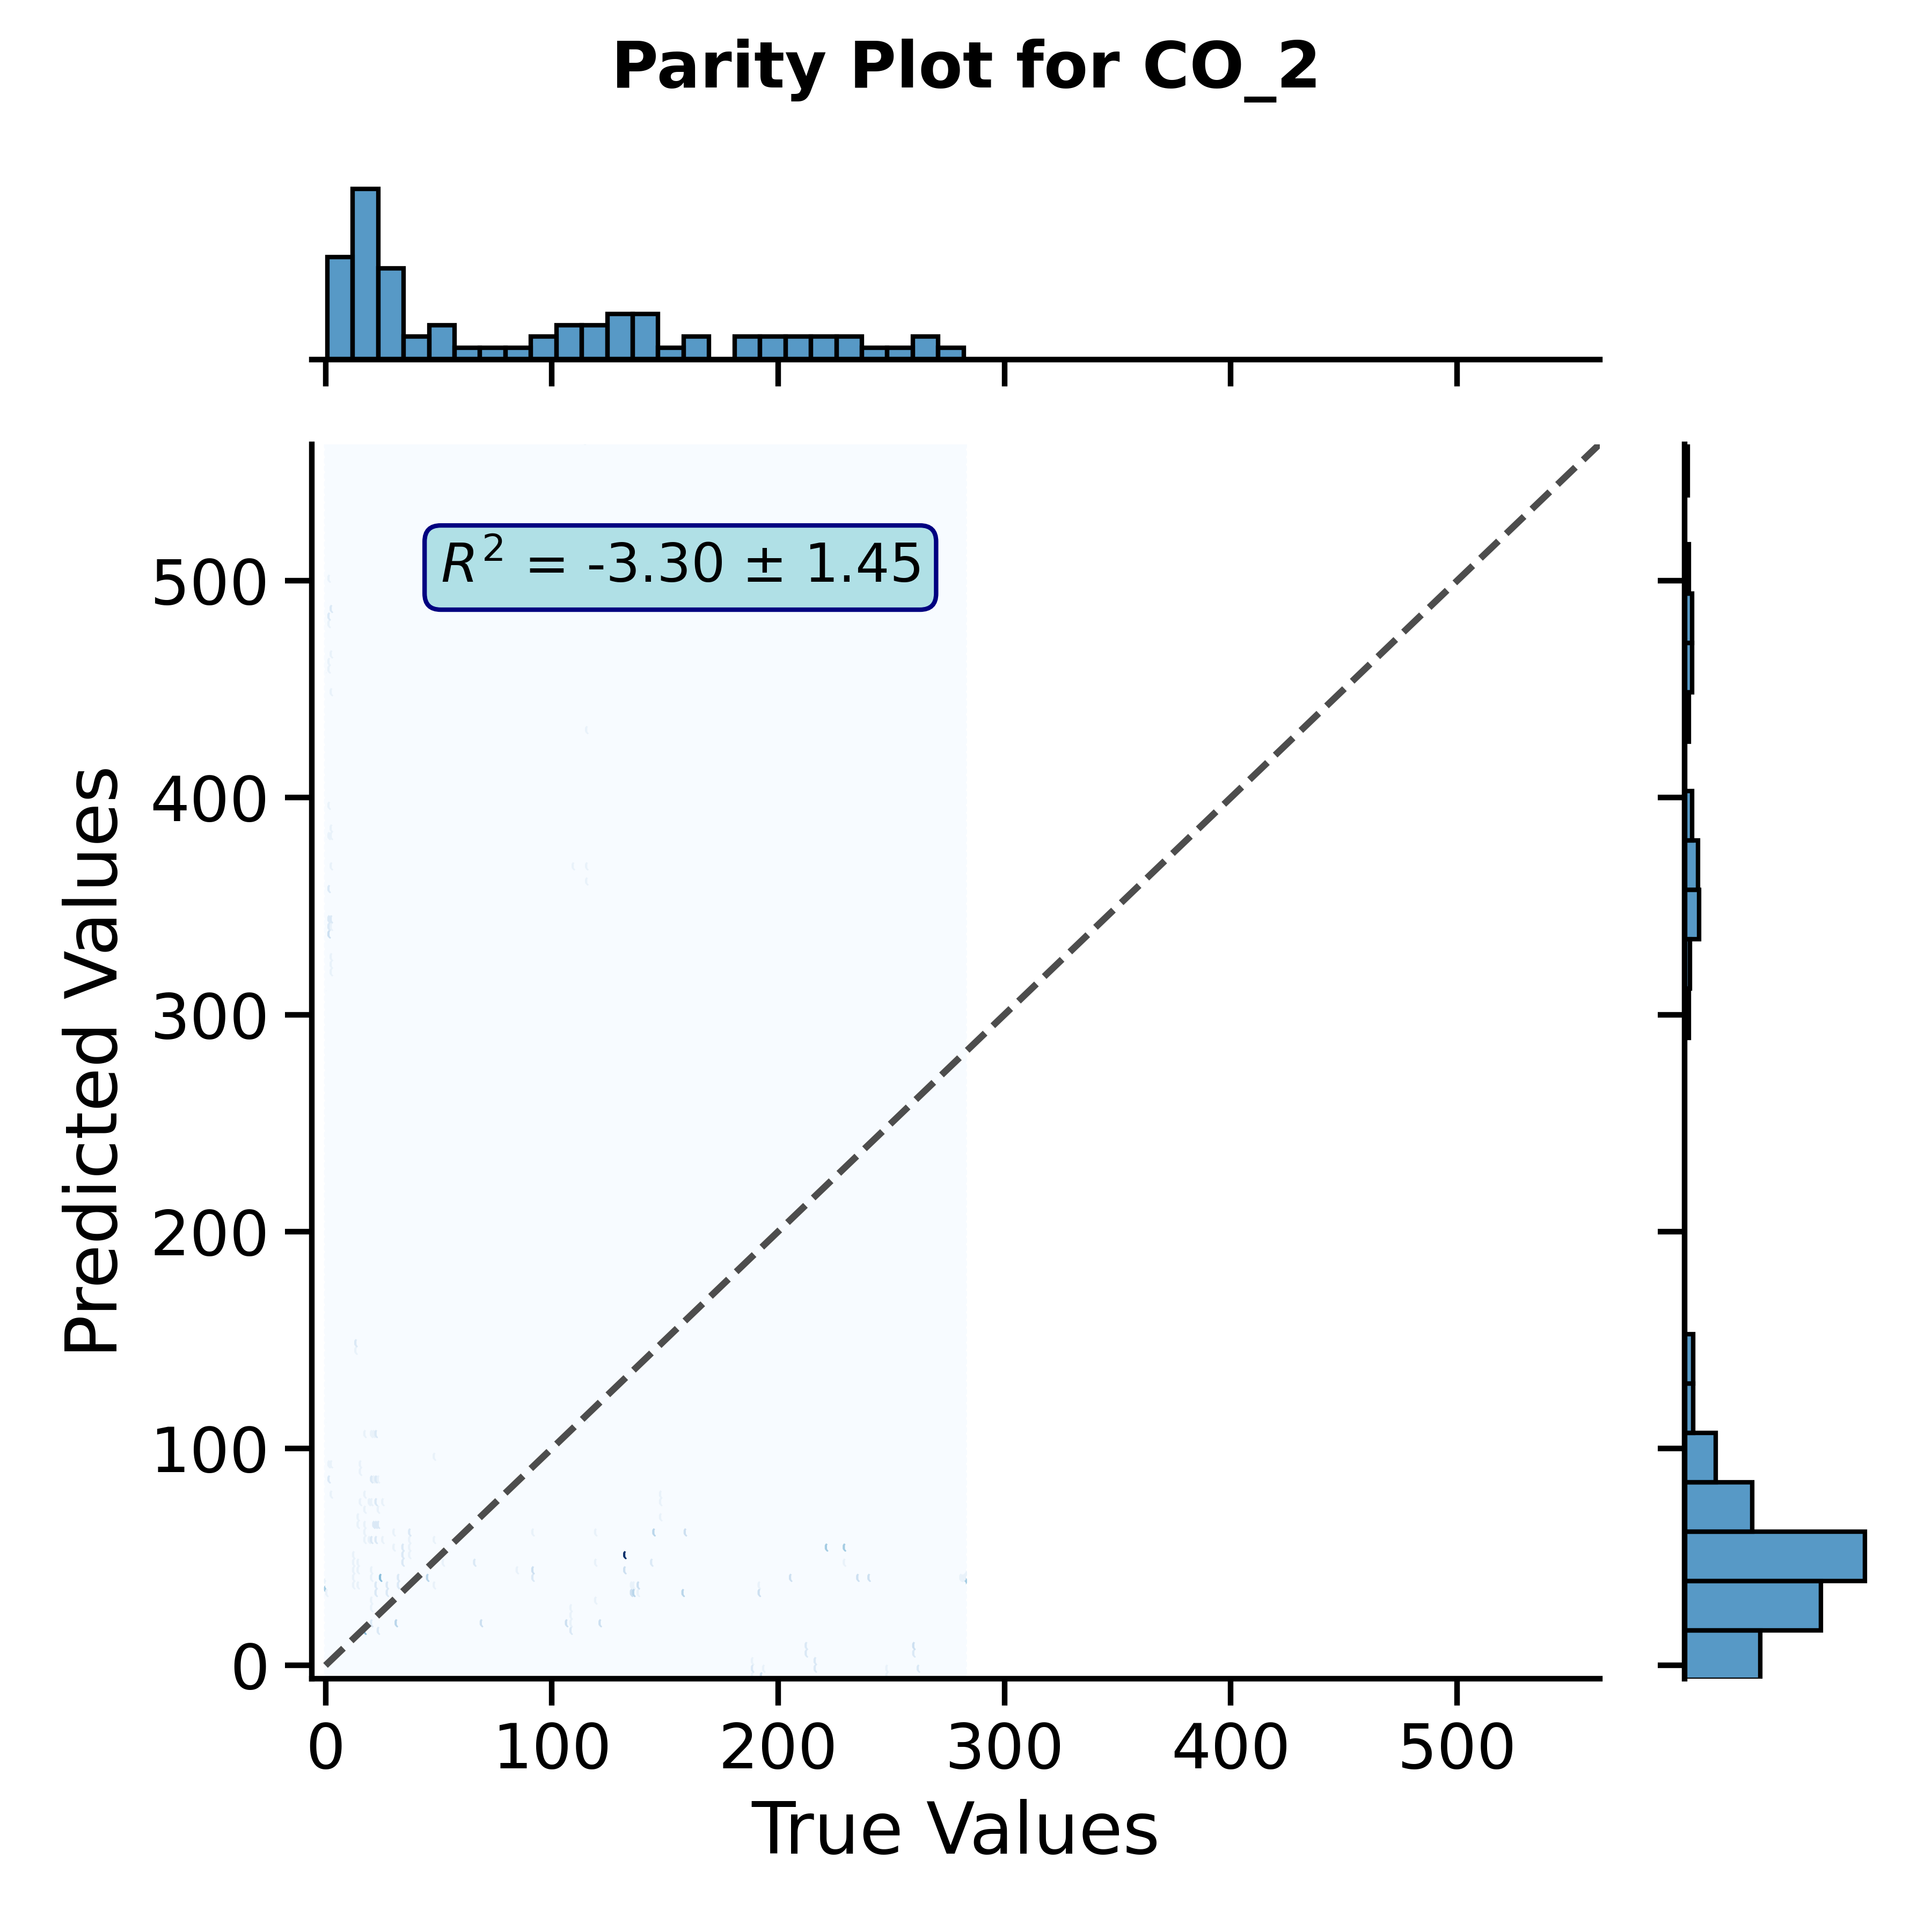 Parity Plot for CO_2
R² = -3.30 ± 1.45
Predicted Values
500
400
300
200
100
0
0 100 200 300 400 500
True Values